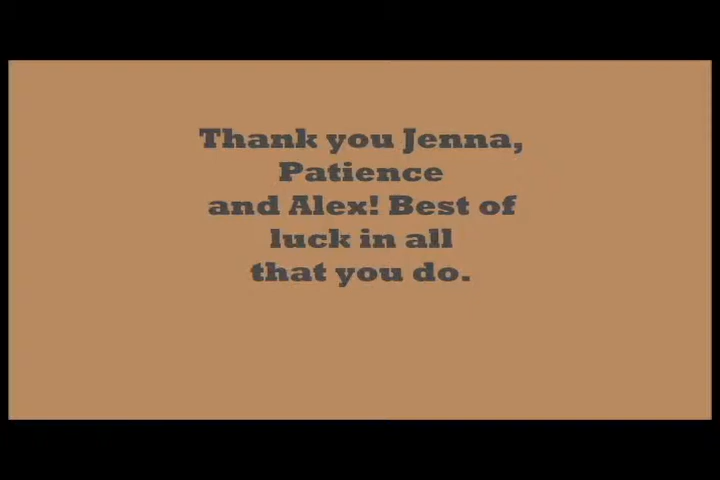 Thank you Jenna,
Patience
and Alex! Best of
luck in all
that you do.